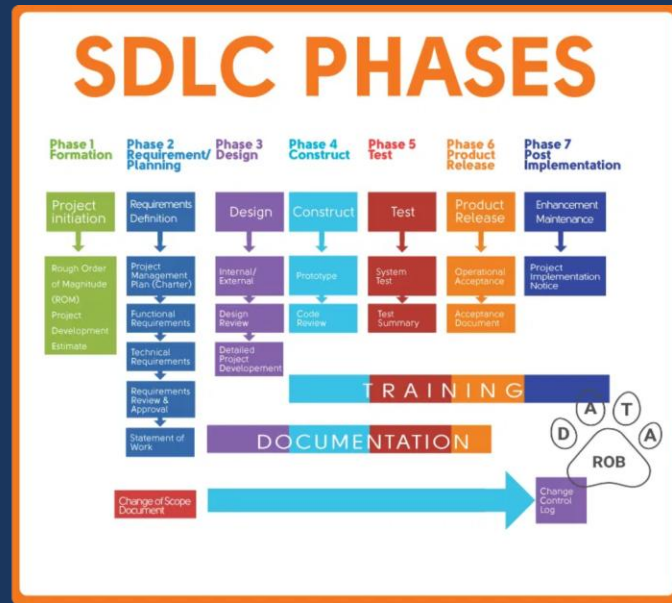 SDLC PHASES
Phase 1
Formation
Phase 2
Requirement/
Planning
Phase 3
Design
Phase 4
Construct
Phase 5
Test
Phase 6
Product
Release
Phase 7
Post
Implementation
Project
initiation
Requirements
Definition
Design
Construct
Test
Product
Release
Enhancement
Maintenance
Rough Order
of Magnitude
(ROM)
Project
Development
Estimate
Project
Management
Plan (Charter)
Internal/
External
Prototype
System
Test
Operational
Acceptance
Project
Implementation
Notice
Functional
Requirements
Design
Review
Code
Review
Test
Summary
Acceptance
Document
Technical
Requirements
Detailed
Project
Developement
Requirements
Review &
Approval
TRAINING
Statement of
Work
DOCUMENTATION
DATA
ROB
Change of Scope
Document
Change
Control
Log